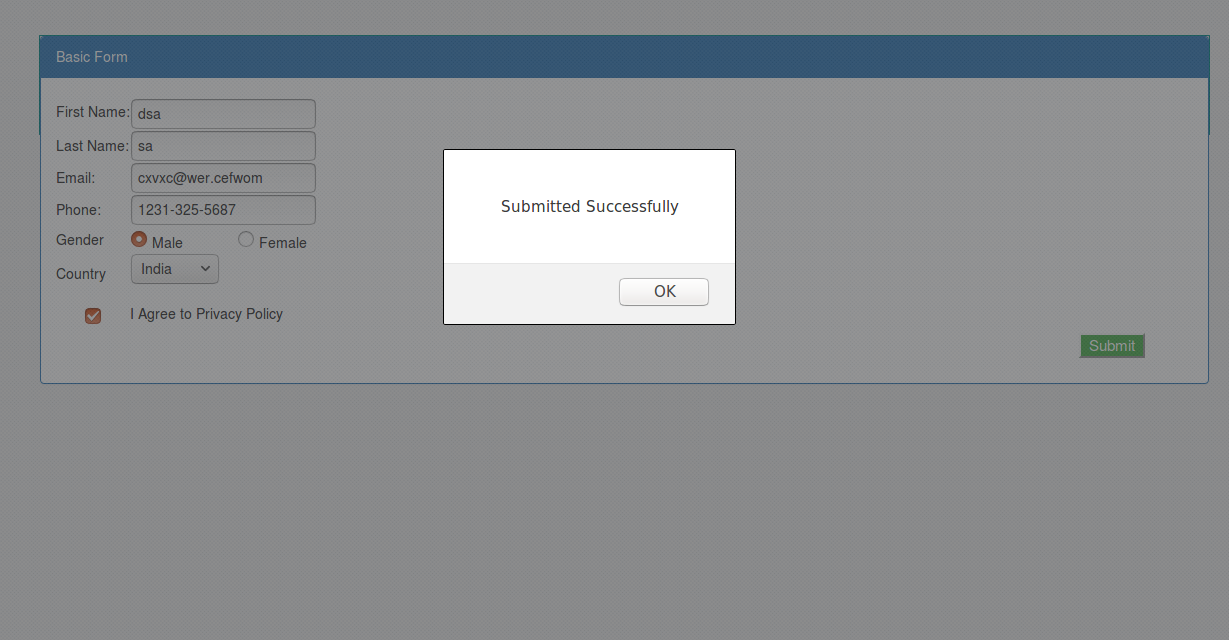 Basic Form
First Name: dsa
Last Name: sa
Email: cxvxc@wer.cefwom
Phone: 1231-325-5687
Gender Male Female
Country India
I Agree to Privacy Policy
Submit
Submitted Successfully
OK